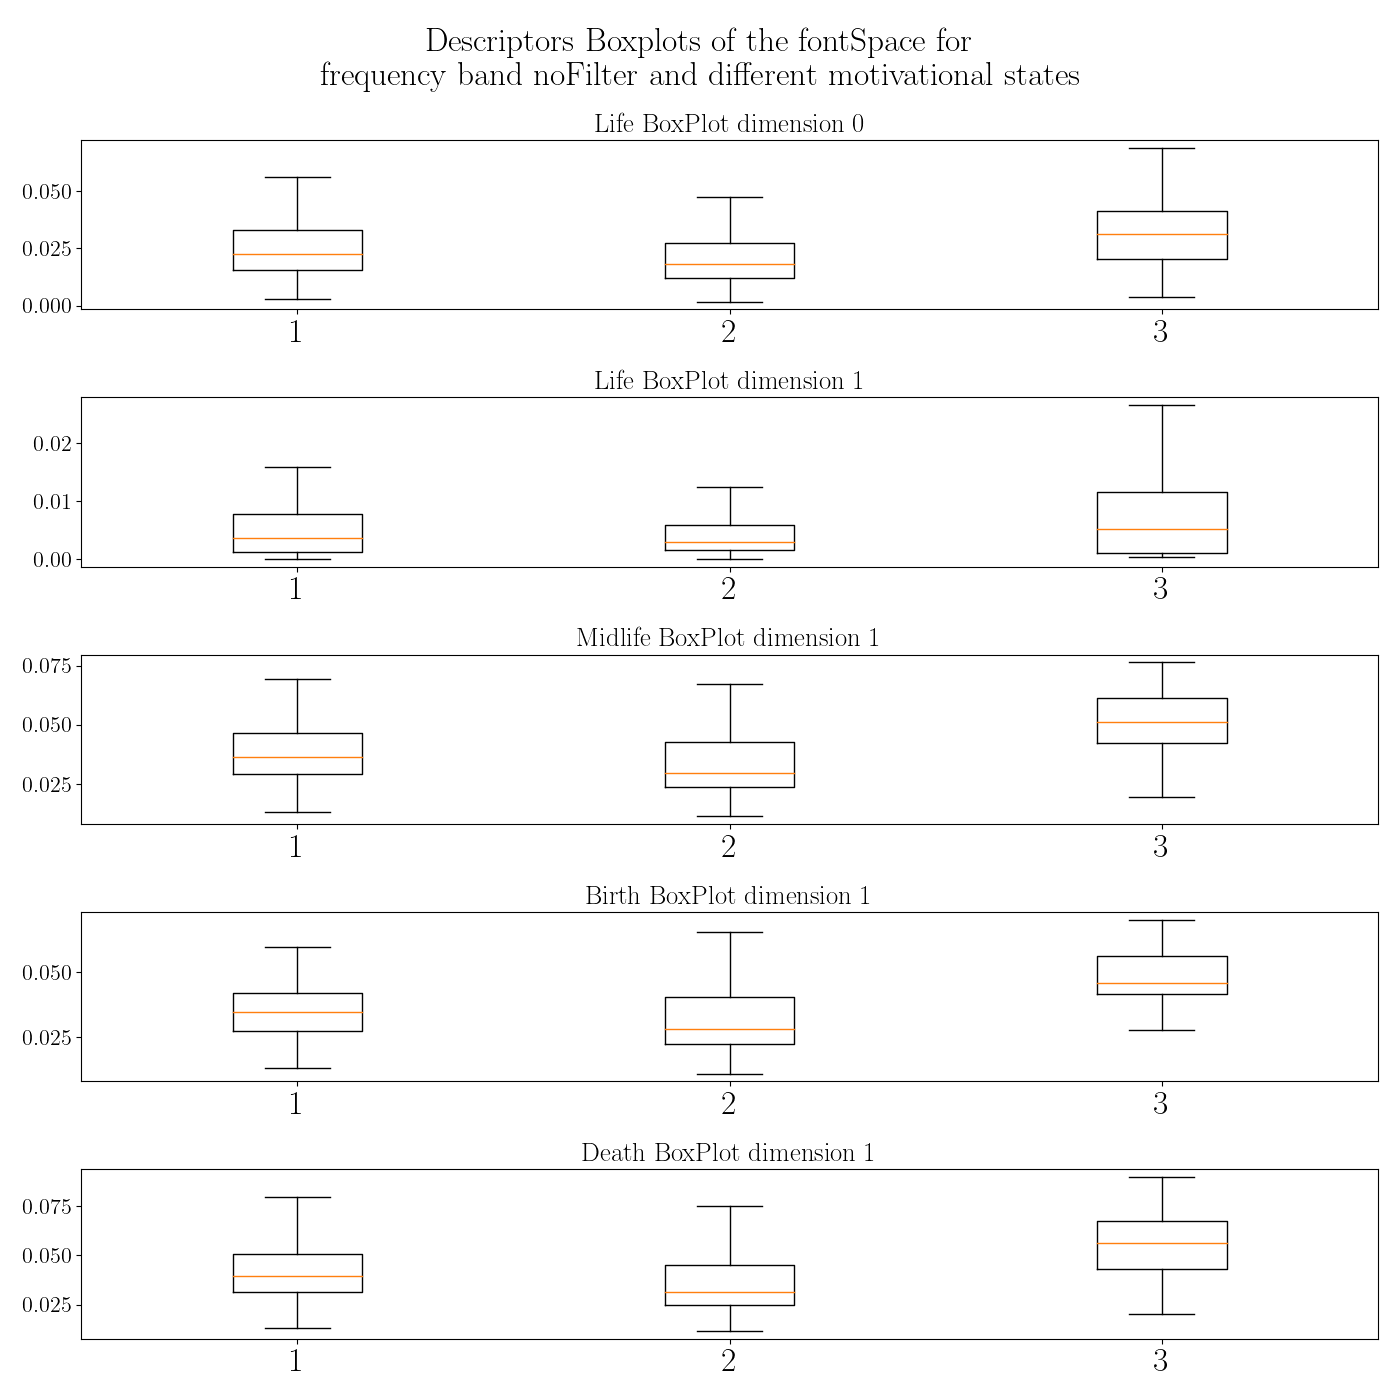 Descriptors Boxplots of the fontSpace for
frequency band noFilter and different motivational states
Life BoxPlot dimension 0
0.050
0.025
0.000
1 2 3
Life BoxPlot dimension 1
0.02
0.01
0.00
1 2 3
Midlife BoxPlot dimension 1
0.075
0.050
0.025
1 2 3
Birth BoxPlot dimension 1
0.050
0.025
1 2 3
Death BoxPlot dimension 1
0.075
0.050
0.025
1 2 3